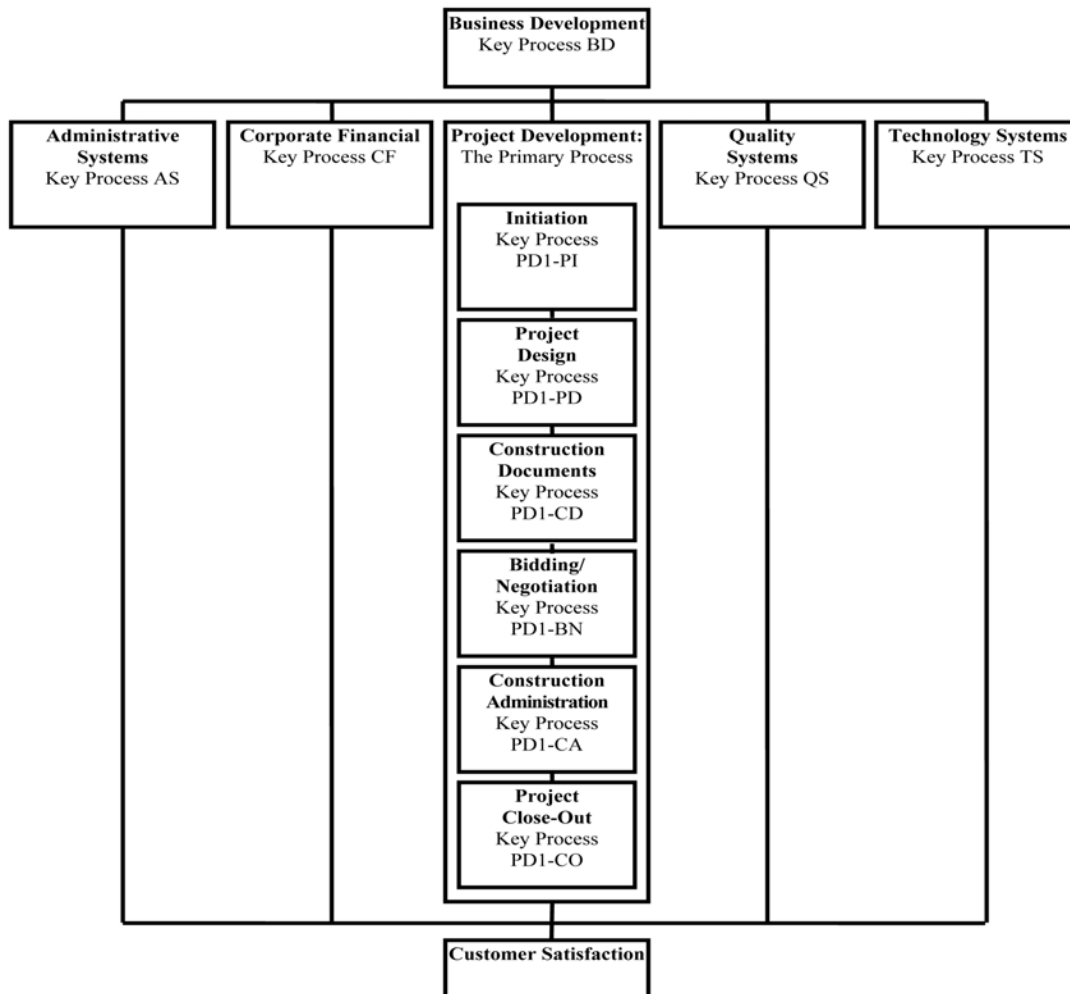 Business Development
Key Process BD
Administrative
Systems
Key Process AS
Corporate Financial
Key Process CF
Project Development:
The Primary Process
Quality
Systems
Key Process QS
Technology Systems
Key Process TS
Initiation
Key Process
PD1-PI
Project
Design
Key Process
PD1-PD
Construction
Documents
Key Process
PD1-CD
Bidding/
Negotiation
Key Process
PD1-BN
Construction
Administration
Key Process
PD1-CA
Project
Close-Out
Key Process
PD1-CO
Customer Satisfaction